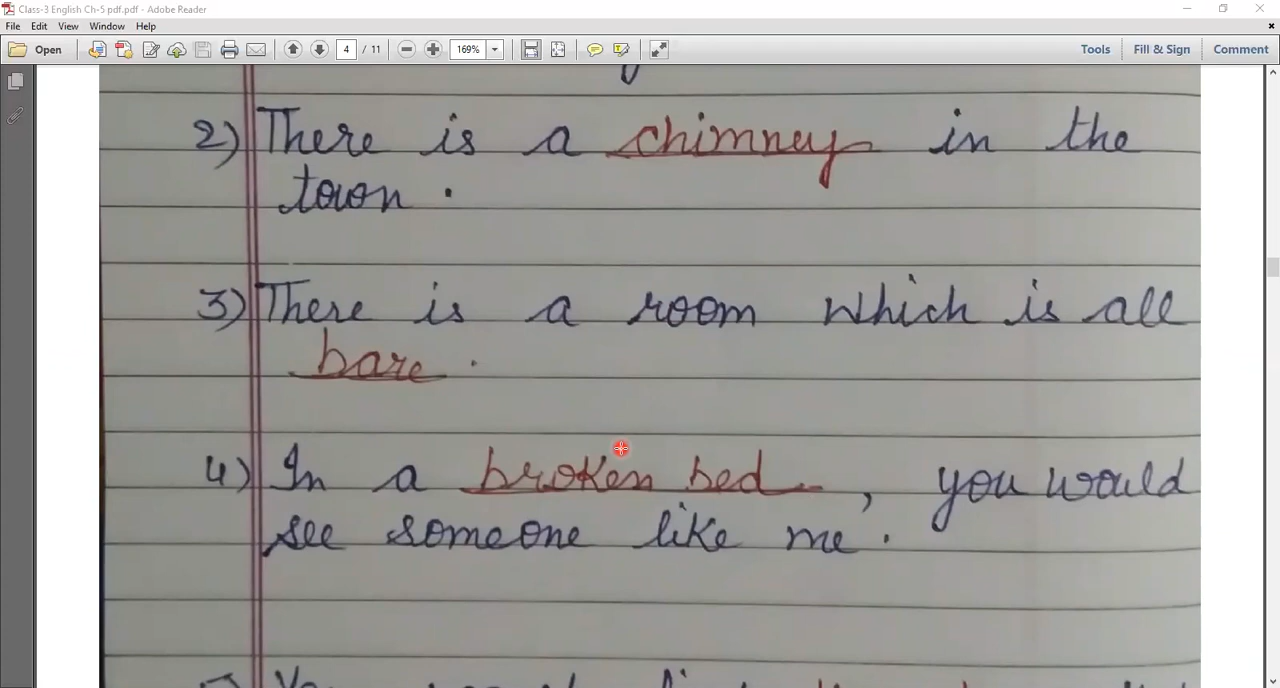 Class-3 English Ch-5 pdf.pdf - Adobe Reader
File Edit View Window Help
Open 4 / 11 169% Tools Fill & Sign Comment
2) There is a chimney in the
town.
3) There is a room which is all
bare.
4) In a broken bed, you would
see someone like me.